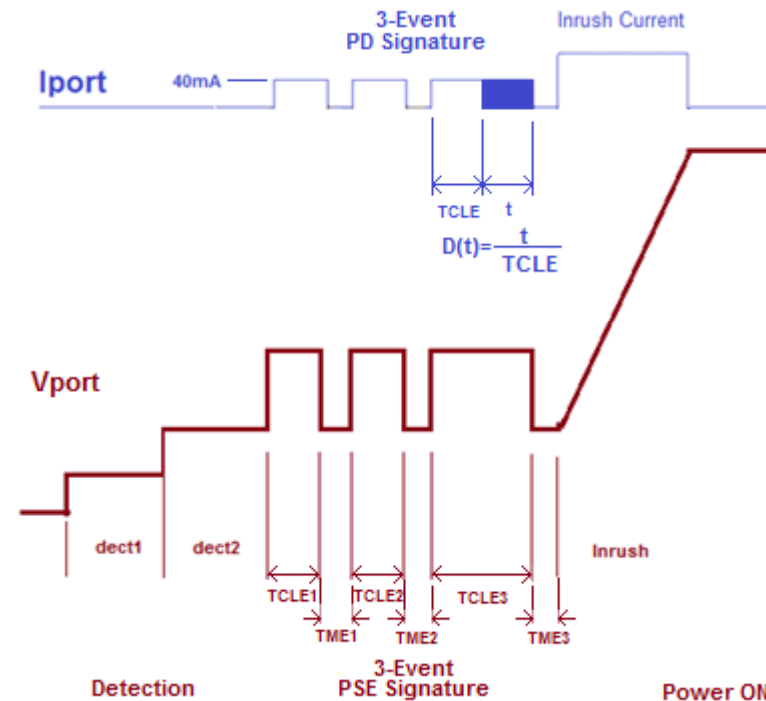 3-Event
PD Signature
Inrush Current
Iport
40mA
TCLE
t
D(t)=t/TCLE
Vport
dect1
dect2
Inrush
TCLE1
TCLE2
TCLE3
TME1
TME2
TME3
Detection
3-Event
PSE Signature
Power ON